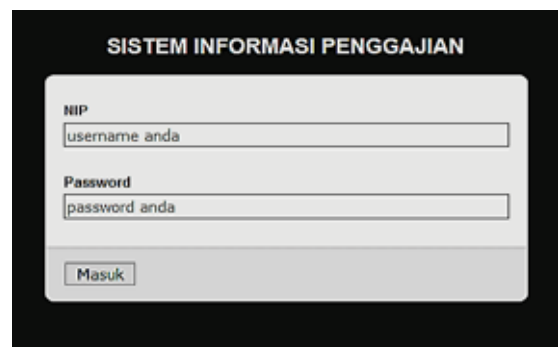 SISTEM INFORMASI PENGGAJIAN
NIP
username anda
Password
password anda
Masuk